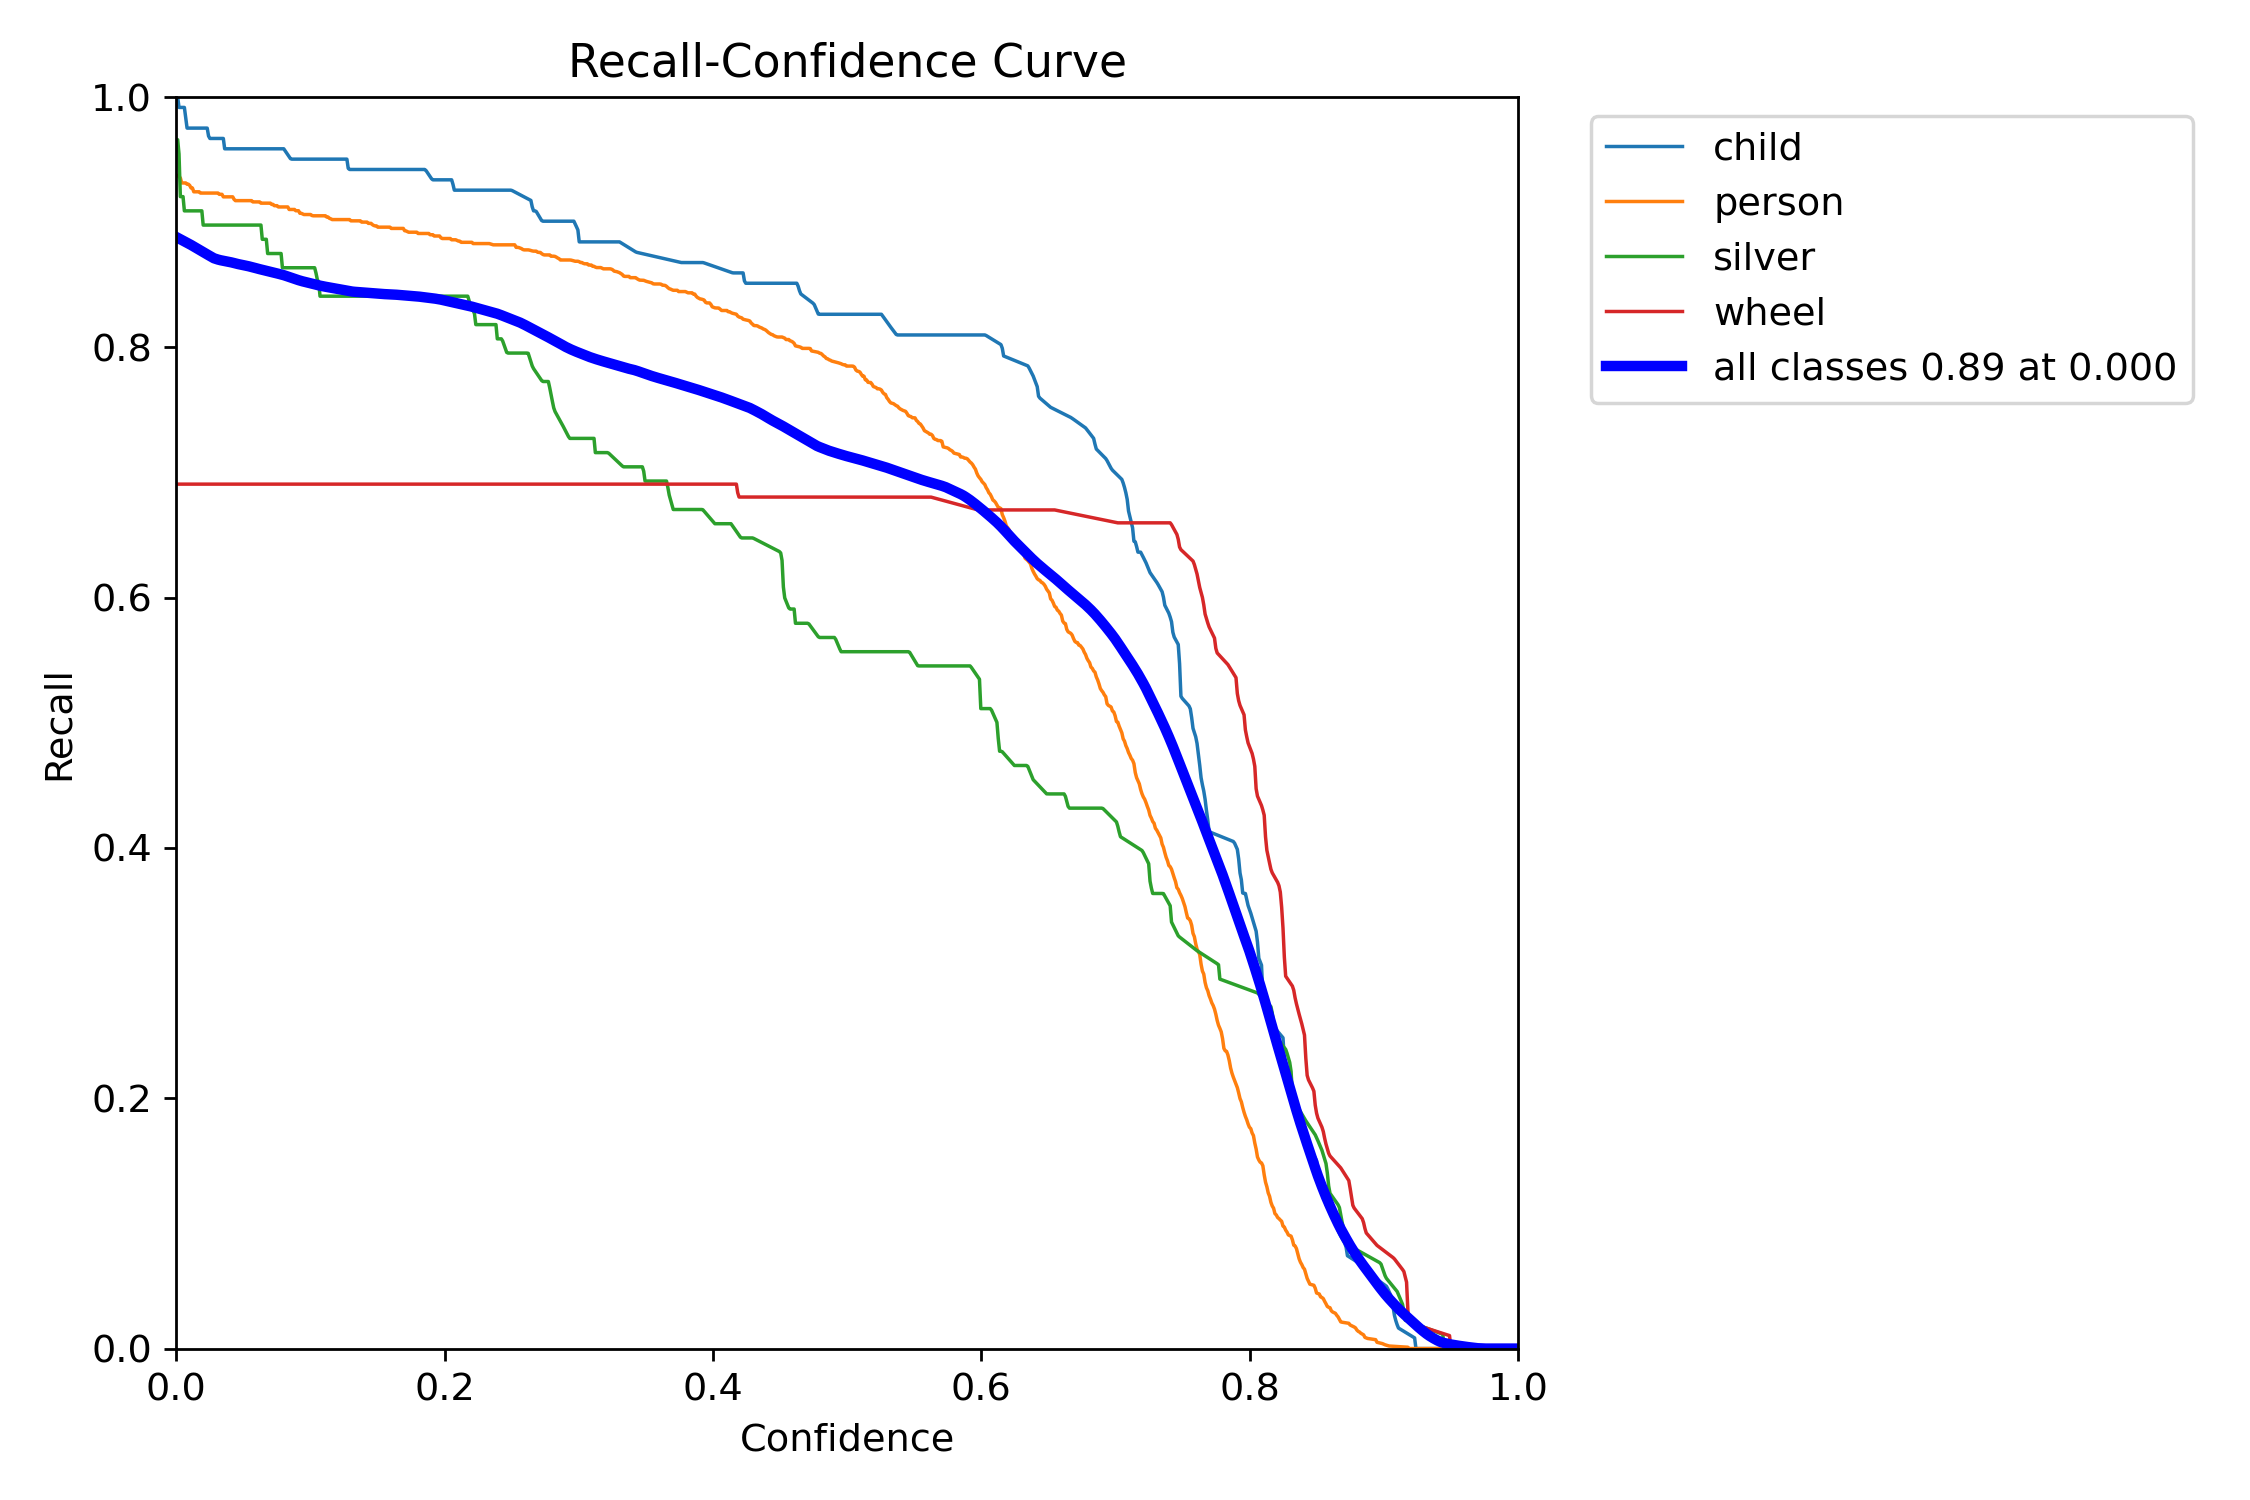 Recall-Confidence Curve
1.0
0.8
0.6
0.4
0.2
0.0
Recall
0.0 0.2 0.4 0.6 0.8 1.0
Confidence
child
person
silver
wheel
all classes 0.89 at 0.000